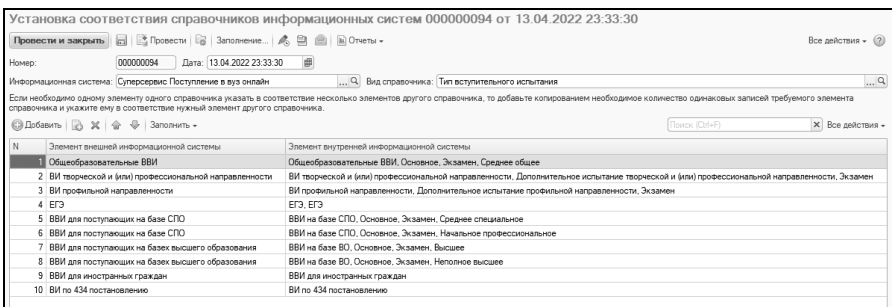 Установка соответствия справочников информационных систем 000000094 от 13.04.2022 23:33:30
Провести и закрыть Провести Заполнение... Отчеты Все действия
Номер: 000000094 Дата: 13.04.2022 23:33:30
Информационная система: Суперсервис Поступление в вуз онлайн ... Вид справочника: Тип вступительного испытания ...
Если необходимо одному элементу одного справочника указать в соответствие несколько элементов другого справочника, то добавьте копированием необходимое количество одинаковых записей требуемого элемента
справочника и укажите ему в соответствие нужный элемент другого справочника.
Добавить Заполнить Поиск (Ctrl+F) Все действия
N Элемент внешней информационной системы Элемент внутренней информационной системы
1 Общеобразовательные ВВИ Общеобразовательные ВВИ, Основное, Экзамен, Среднее общее
2 ВИ творческой и (или) профессиональной направленности ВИ творческой и (или) профессиональной направленности, Дополнительное испытание творческой и (или) профессиональной направленности, Экзамен
3 ВИ профильной направленности ВИ профильной направленности, Дополнительное испытание профильной направленности, Экзамен
4 ЕГЭ ЕГЭ, ЕГЭ
5 ВВИ для поступающих на базе СПО ВВИ на базе СПО, Основное, Экзамен, Среднее специальное
6 ВВИ для поступающих на базе СПО ВВИ на базе СПО, Основное, Экзамен, Начальное профессиональное
7 ВВИ для поступающих на базех высшего образования ВВИ на базе ВО, Основное, Экзамен, Высшее
8 ВВИ для поступающих на базех высшего образования ВВИ на базе ВО, Основное, Экзамен, Неполное высшее
9 ВВИ для иностранных граждан ВВИ для иностранных граждан
10 ВИ по 434 постановлению ВИ по 434 постановлению